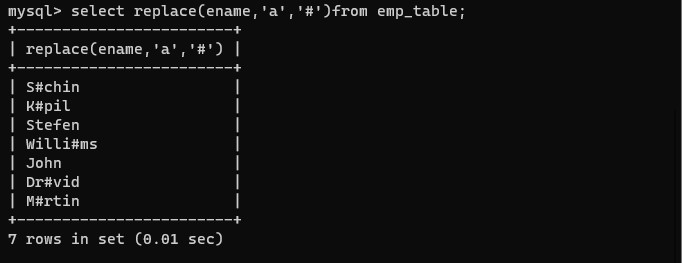 mysql> select replace(ename,'a','#')from emp_table;
+------------------------+
| replace(ename,'a','#') |
+------------------------+
| S#chin                 |
| K#pil                  |
| Stefen                 |
| Willi#ms               |
| John                   |
| Dr#vid                 |
| M#rtin                 |
+------------------------+
7 rows in set (0.01 sec)